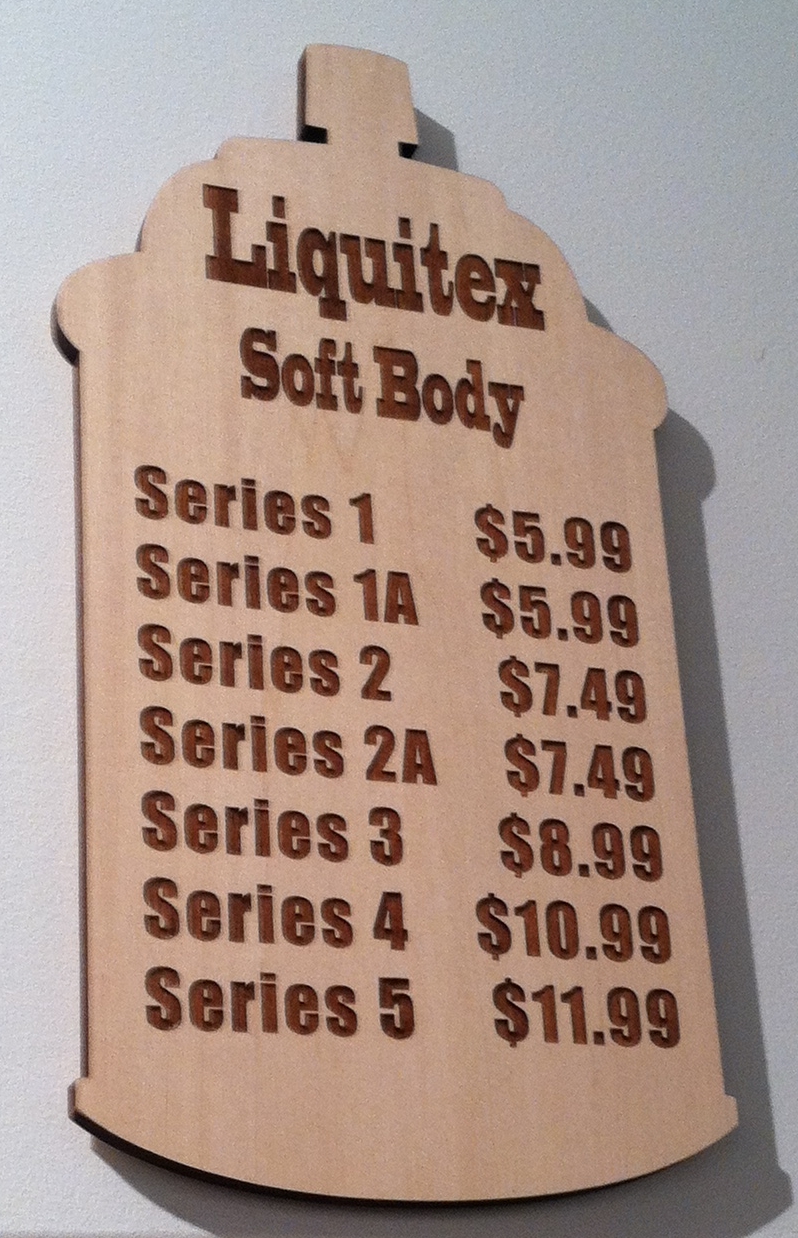 Liquitex
Soft Body
Series 1 $5.99
Series 1A $5.99
Series 2 $7.49
Series 2A $7.49
Series 3 $8.99
Series 4 $10.99
Series 5 $11.99